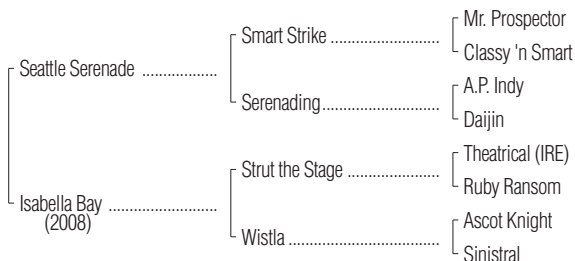 Mr. Prospector
Smart Strike ........................
Classy 'n Smart
Seattle Serenade .................
A.P. Indy
Serenading..........................
Daijin
Theatrical (IRE)
Strut the Stage .....................
Ruby Ransom
Isabella Bay ........................
(2008)
Ascot Knight
Wistla ..................................
Sinistral